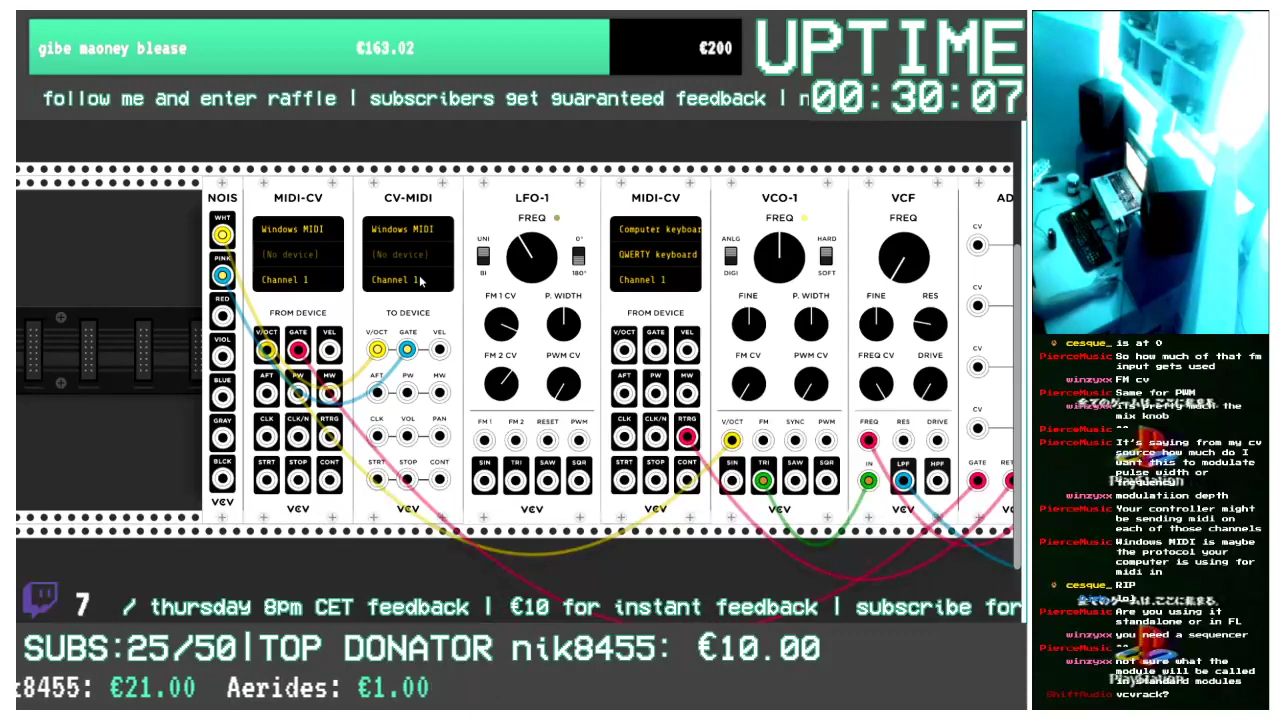 gibe maoney blease €163.02 €200
UPTIME
follow me and enter raffle | subscribers get guaranteed feedback |
00:30:07
NOIS MIDI-CV CV-MIDI LFO-1 MIDI-CV VCO-1 VCF
WHT
PINK
RED
VIOL
BLUE
GRAY
BLCK
VCV
Windows MIDI
(No device)
Channel 1
FROM DEVICE
V/OCT GATE VEL
AFT PW MW
CLK CLK/N RTRG
STRT STOP CONT
VCV
Windows MIDI
(No device)
Channel 1
TO DEVICE
V/OCT GATE VEL
AFT PW MW
CLK VOL PAN
STRT STOP CONT
VCV
FREQ
UNI 0°
BI 180°
FM 1 CV P. WIDTH
FM 2 CV PWM CV
FM 1 FM 2 RESET PWM
SIN TRI SAW SQR
VCV
Computer keyboar
QWERTY keyboard
Channel 1
FROM DEVICE
V/OCT GATE VEL
AFT PW MW
CLK CLK/N RTRG
STRT STOP CONT
VCV
FREQ
ANLG HARD
DIGI SOFT
FINE P. WIDTH
FM CV PWM CV
V/OCT FM SYNC PWM
SIN TRI SAW SQR
VCV
FREQ
FINE RES
FREQ CV DRIVE
FREQ RES DRIVE
IN LPF HPF
VCV
AD
CV
CV
CV
CV
GATE
cesque_ is at 0
PierceMusic So how much of that fm
input gets used
winzyxx FM cv
PierceMusic Same for PWM
winzyxx its pretty much the
mix knob
PierceMusic ^^
PierceMusic It's saying from my cv
source how much do I
want this to modulate
pulse width or
frequency
winzyxx modulatiion depth
PierceMusic Your controller might
be sending midi on
each of those channels
PierceMusic Windows MIDI is maybe
the protocol your
computer is using for
midi in
cesque_ RIP
lol
PierceMusic Are you using it
standalone or in FL
winzyxx you need a sequencer
PierceMusic ^^
winzyxx not sure what the
module will be called
in standard modules
ShiftAudio vcvrack?
7 / thursday 8pm CET feedback | €10 for instant feedback | subscribe for
SUBS:25/50|TOP DONATOR nik8455: €10.00
8455: €21.00 Aerides: €1.00